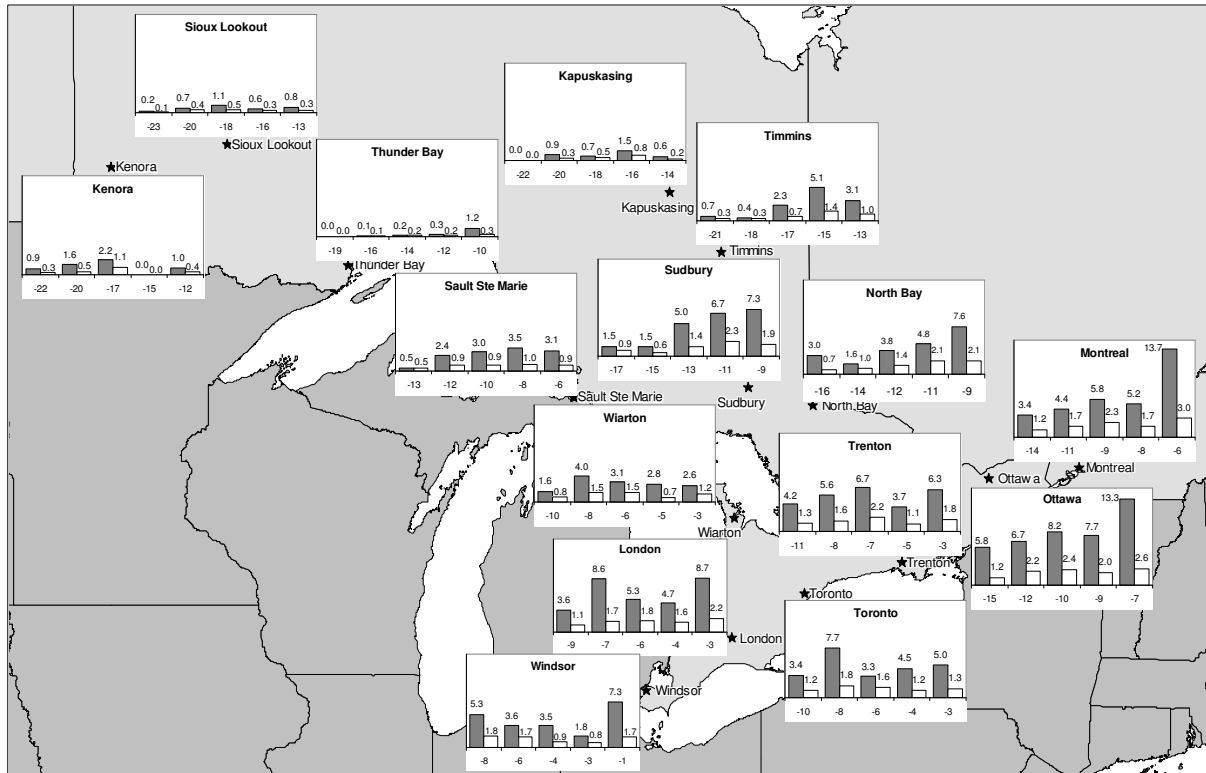 Sioux Lookout
0.2 0.1 0.7 0.4 1.1 0.5 0.6 0.3 0.8 0.3
-23 -20 -18 -16 -13
Sioux Lookout
Kapuskasing
0.0 0.0 0.9 0.3 0.7 0.5 1.5 0.8 0.6 0.2
-22 -20 -18 -16 -14
Kapuskasing
Timmins
0.7 0.3 0.4 0.3 2.3 0.7 5.1 1.4 3.1 1.0
-21 -18 -17 -15 -13
Timmins
Kenora
Kenora
0.9 0.3 1.6 0.5 2.2 1.1 0.0 0.0 1.0 0.4
-22 -20 -17 -15 -12
Thunder Bay
0.0 0.0 0.1 0.1 0.2 0.2 0.3 0.2 1.2 0.3
-19 -16 -14 -12 -10
Thunder Bay
Sault Ste Marie
0.5 0.5 2.4 0.9 3.0 0.9 3.5 1.0 3.1 0.9
-13 -12 -10 -8 -6
Sault Ste Marie
Sudbury
1.5 0.9 1.5 0.6 5.0 1.4 6.7 2.3 7.3 1.9
-17 -15 -13 -11 -9
Sudbury
North Bay
3.0 0.7 1.6 1.0 3.8 1.4 4.8 2.1 7.6 2.1
-16 -14 -12 -11 -9
North Bay
Montreal
3.4 1.2 4.4 1.7 5.8 2.3 5.2 1.7 13.7 3.0
-14 -11 -9 -8 -6
Montreal
Wiarton
1.6 0.8 4.0 1.5 3.1 1.5 2.8 0.7 2.6 1.2
-10 -8 -6 -5 -3
Wiarton
Trenton
4.2 1.3 5.6 1.6 6.7 2.2 3.7 1.1 6.3 1.8
-11 -8 -7 -5 -3
Trenton
Ottawa
Ottawa
5.8 1.2 6.7 2.2 8.2 2.4 7.7 2.0 13.3 2.6
-15 -12 -10 -9 -7
London
3.6 1.1 8.6 1.7 5.3 1.8 4.7 1.6 8.7 2.2
-9 -7 -6 -4 -3
London
Toronto
Toronto
3.4 1.2 7.7 1.8 3.3 1.6 4.5 1.2 5.0 1.3
-10 -8 -6 -4 -3
Windsor
5.3 1.8 3.6 1.7 3.5 0.9 1.8 0.8 7.3 1.7
-8 -6 -4 -3 -1
Windsor